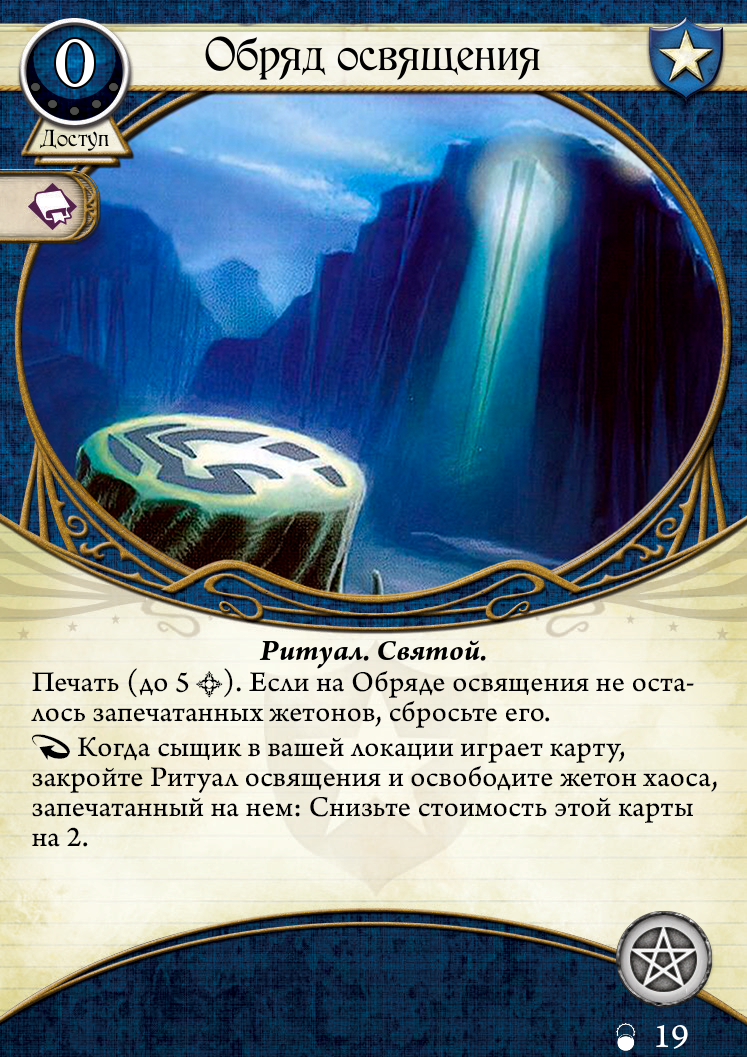 0
Обряд освящения
Доступ
Ритуал. Святой.
Печать (до 5 ). Если на Обряде освящения не оста-
лось запечатанных жетонов, сбросьте его.
Когда сыщик в вашей локации играет карту,
закройте Ритуал освящения и освободите жетон хаоса,
запечатанный на нем: Снизьте стоимость этой карты
на 2.
19